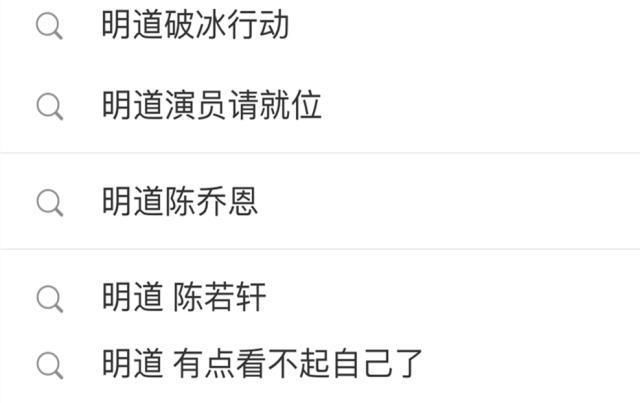 明道破冰行动
明道演员请就位
明道陈乔恩
明道 陈若轩
明道 有点看不起自己了